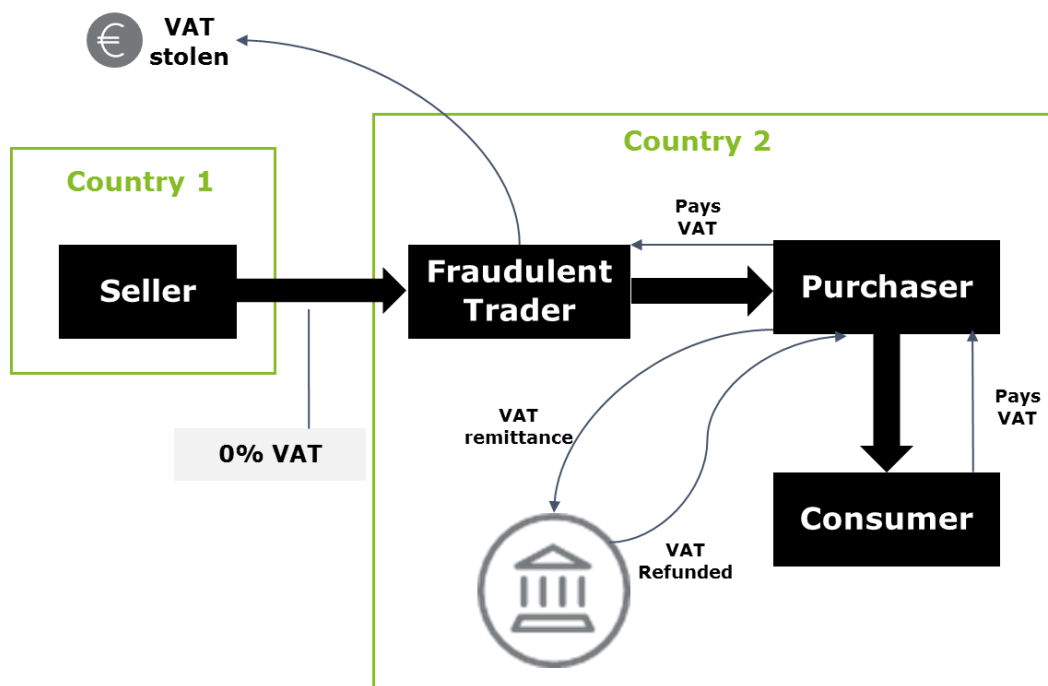 VAT
stolen
Country 1
Country 2
Seller
Fraudulent
Trader
Pays
VAT
Purchaser
0% VAT
VAT
remittance
Pays
VAT
VAT
Refunded
Consumer